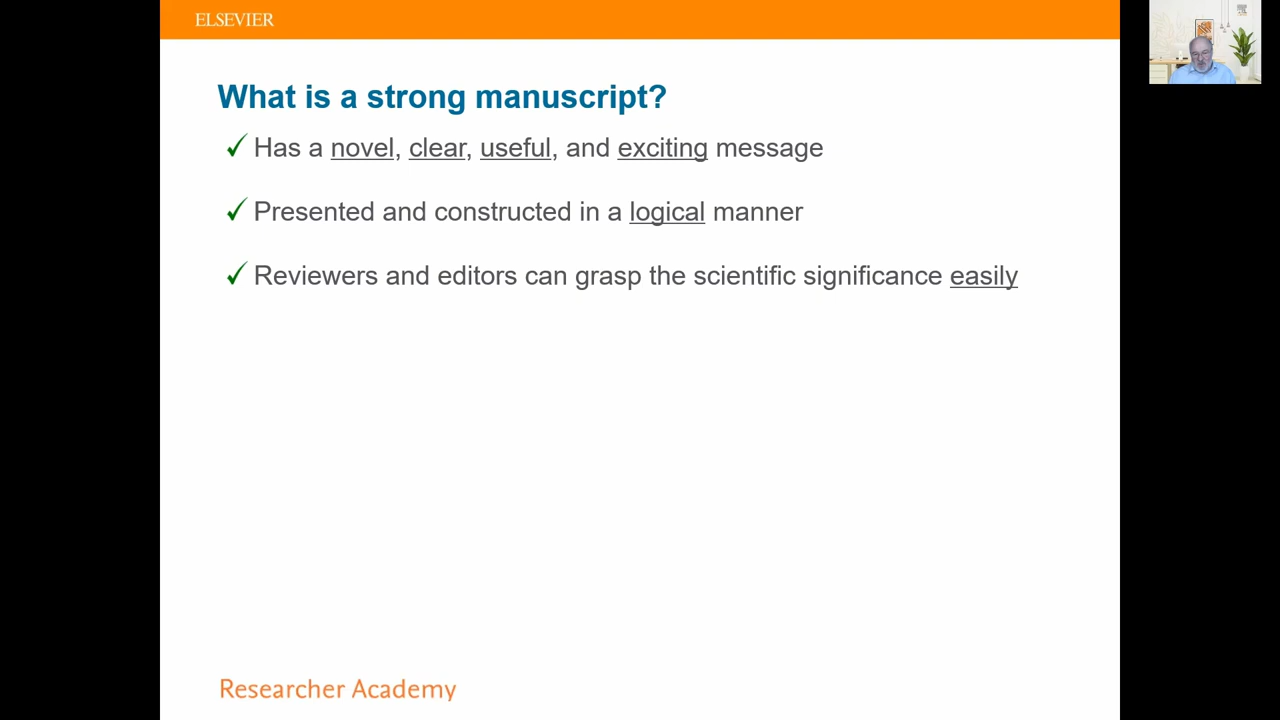 ELSEVIER
What is a strong manuscript?
✓ Has a novel, clear, useful, and exciting message
✓ Presented and constructed in a logical manner
✓ Reviewers and editors can grasp the scientific significance easily
Researcher Academy